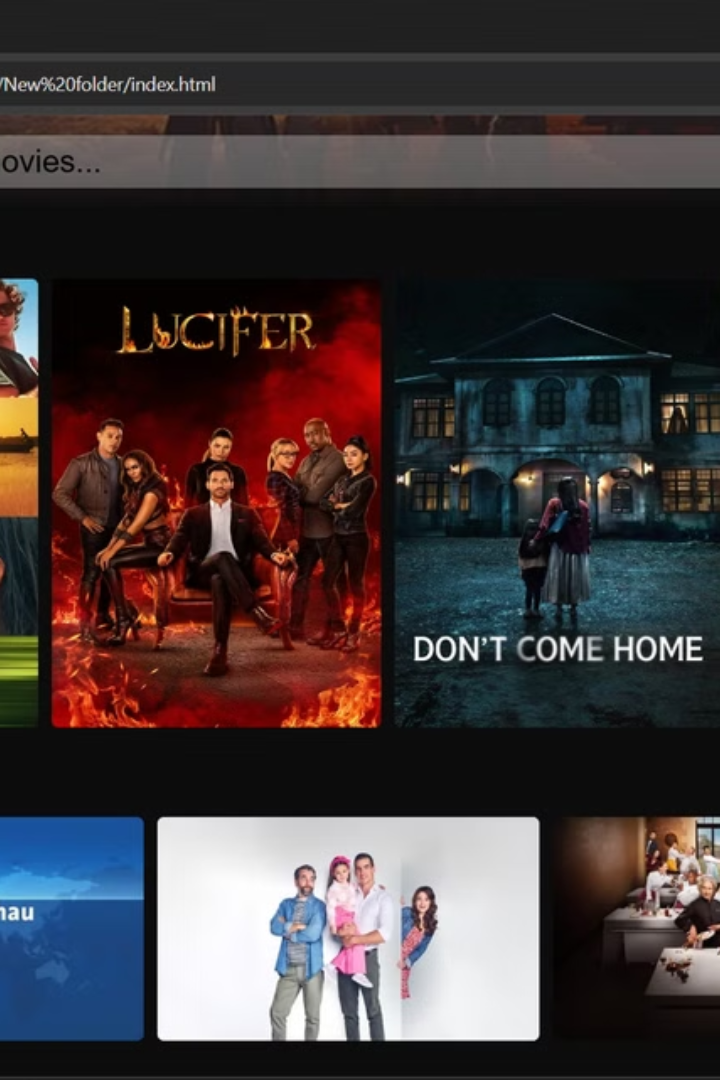 /New%20folder/index.html
ovies...
LUCIFER
DON'T COME HOME
nau